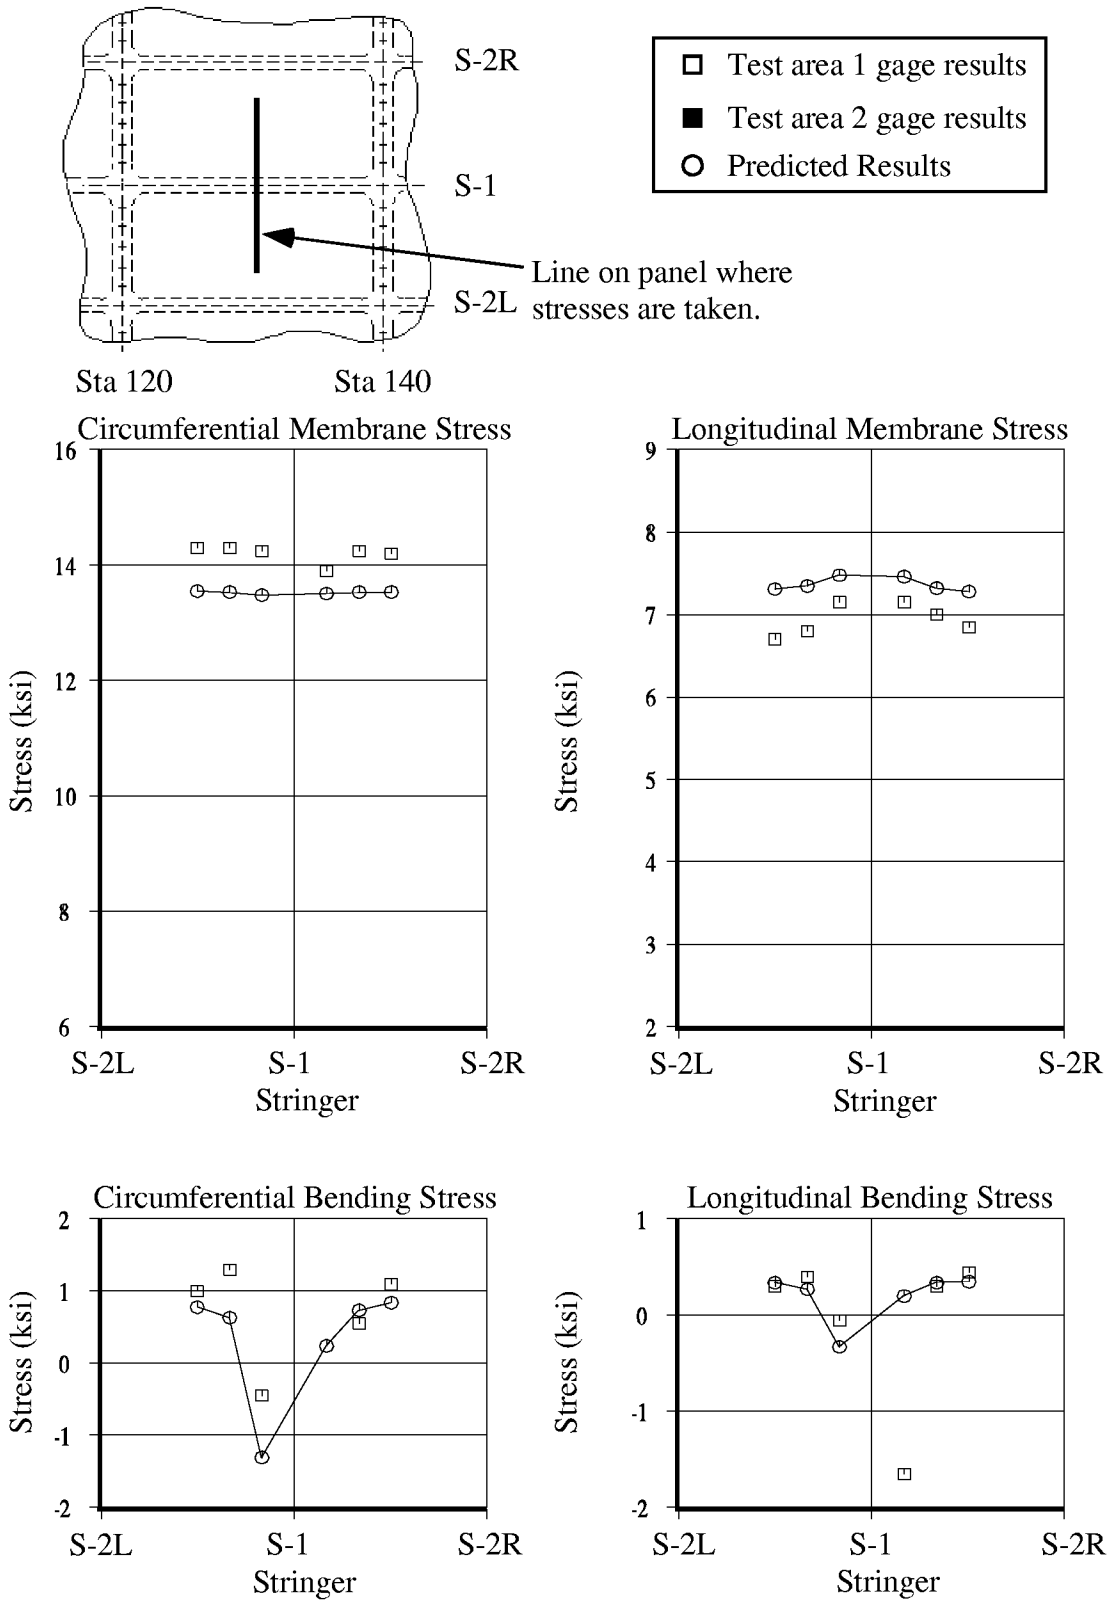 S-2R
S-1
S-2L
Sta 120
Sta 140
Line on panel where
stresses are taken.
Test area 1 gage results
Test area 2 gage results
Predicted Results
Circumferential Membrane Stress
16
14
12
10
8
6
Stress (ksi)
S-2L
S-1
S-2R
Stringer
Longitudinal Membrane Stress
9
8
7
6
5
4
3
2
Stress (ksi)
S-2L
S-1
S-2R
Stringer
Circumferential Bending Stress
2
1
0
-1
-2
Stress (ksi)
S-2L
S-1
S-2R
Stringer
Longitudinal Bending Stress
1
0
-1
-2
Stress (ksi)
S-2L
S-1
S-2R
Stringer